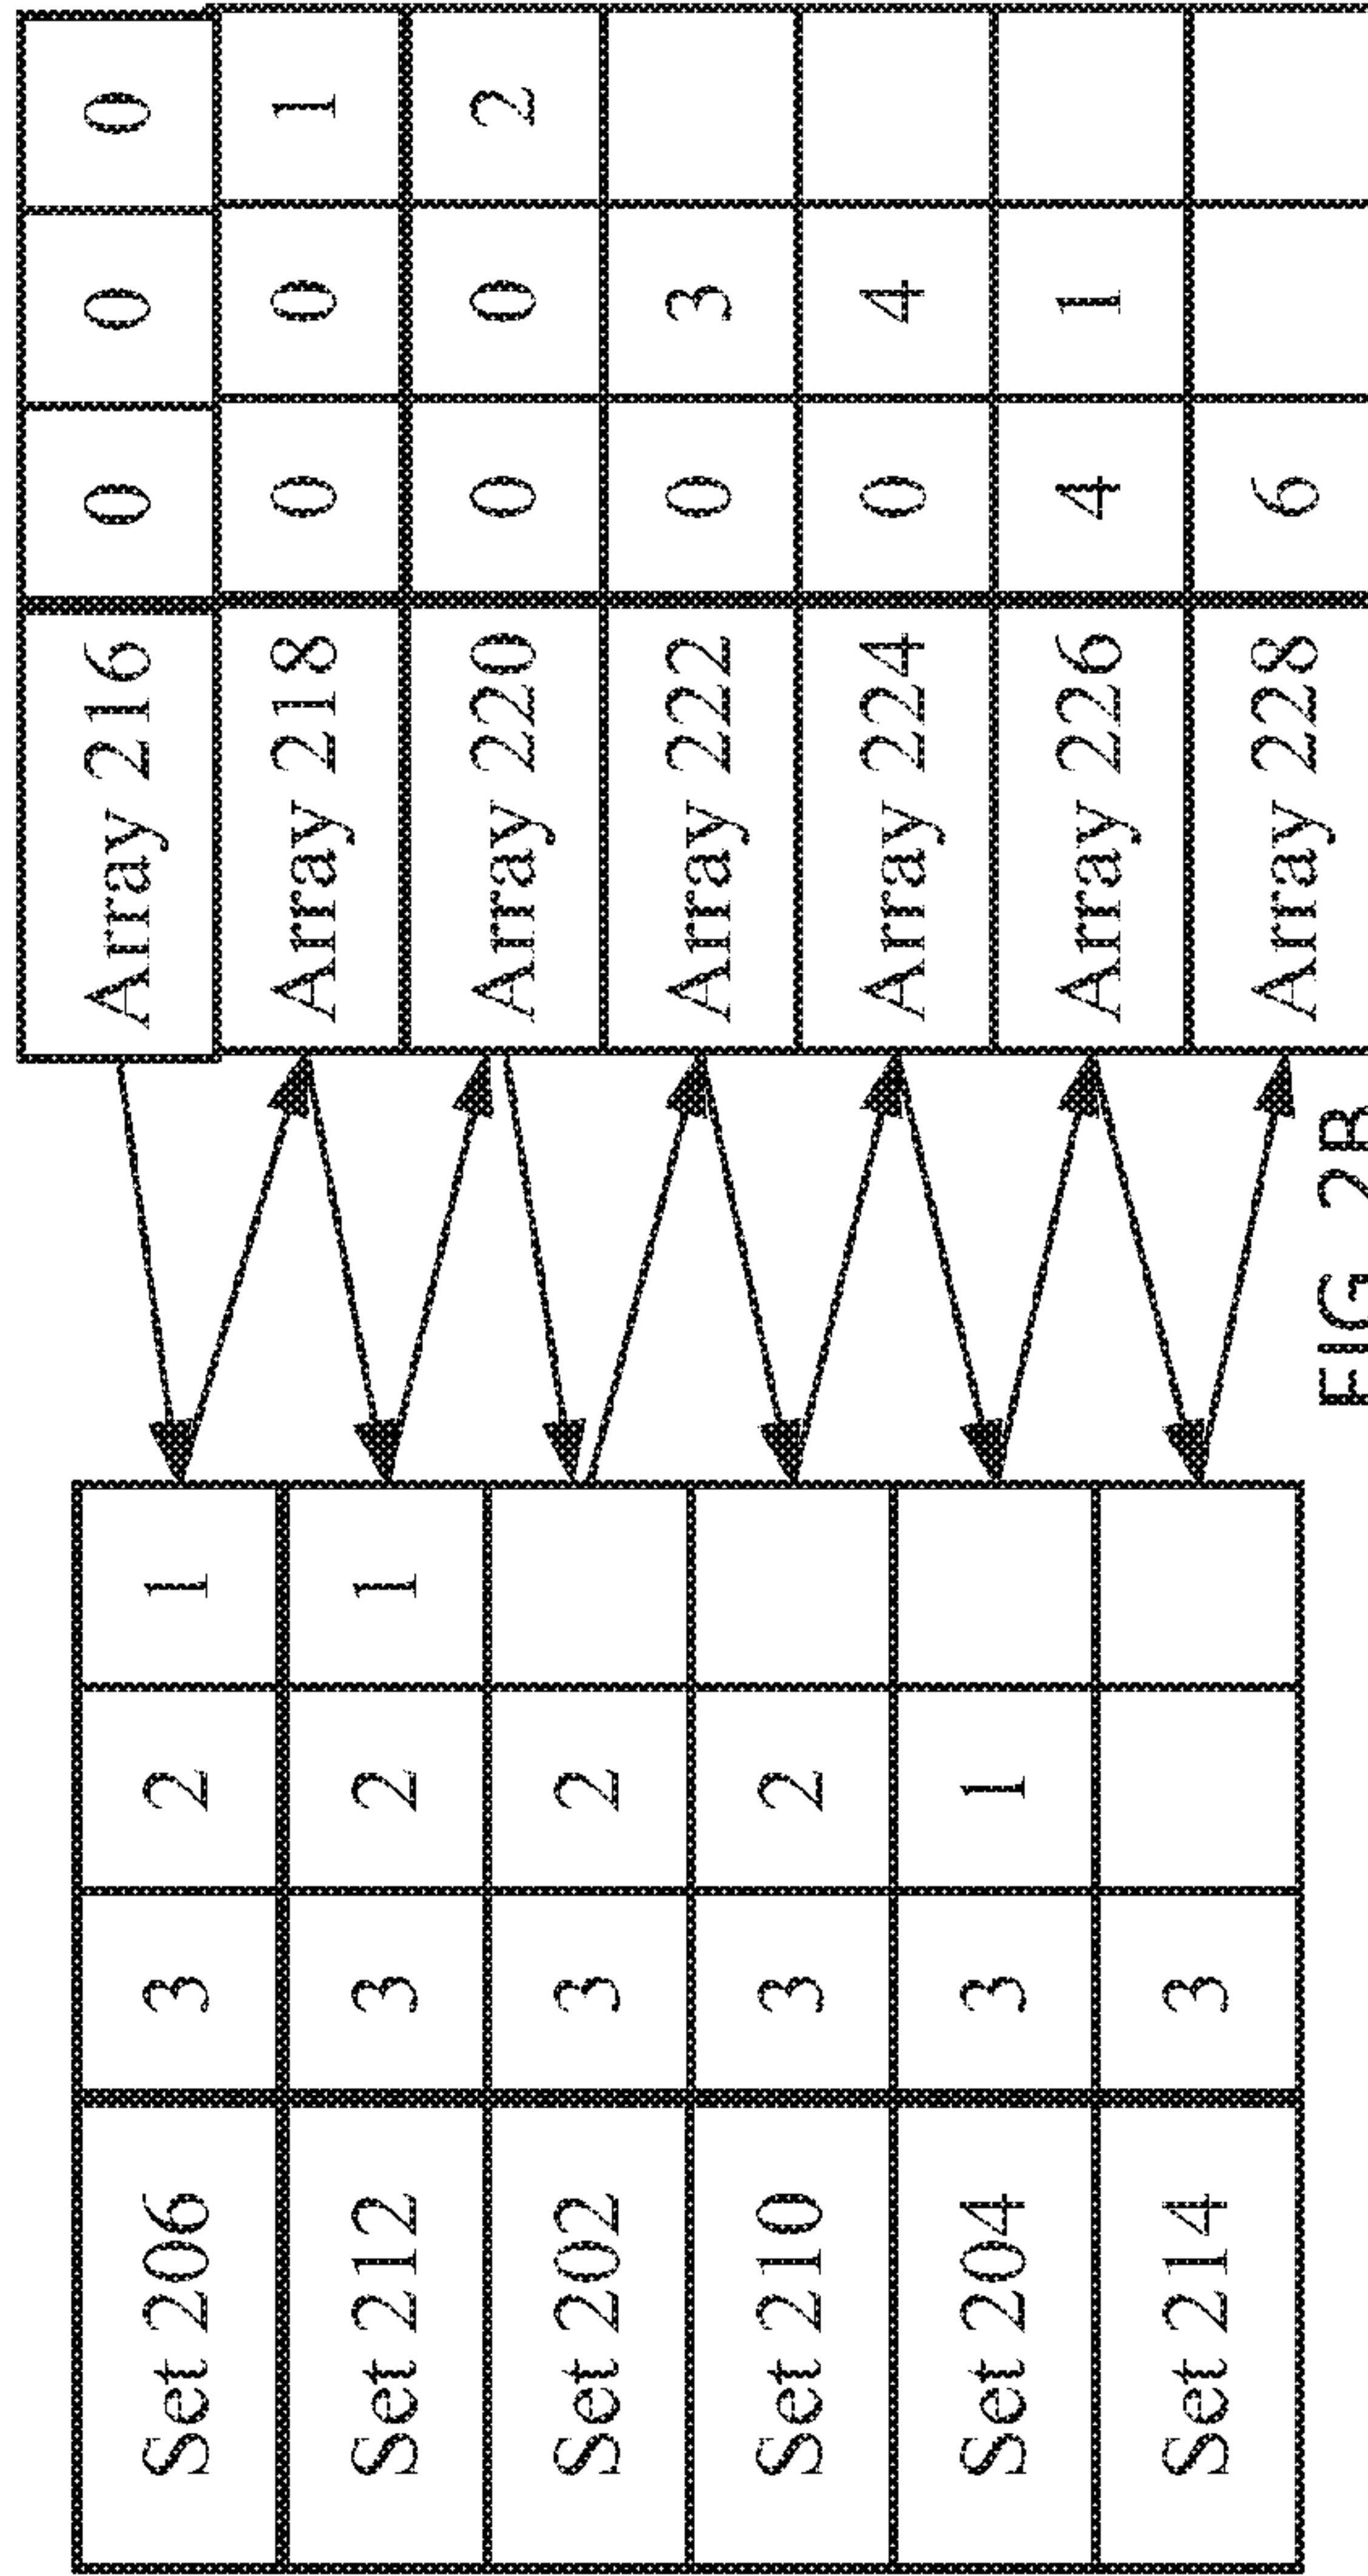 Set 206 3 2 1
Set 212 3 2 1
Set 202 3 2
Set 210 3 2
Set 204 3 1
Set 214 3
Array 216 0 0 0
Array 218 0 0 1
Array 220 0 0 2
Array 222 0 3
Array 224 0 4
Array 226 4 1
Array 228 6
FIG 2B